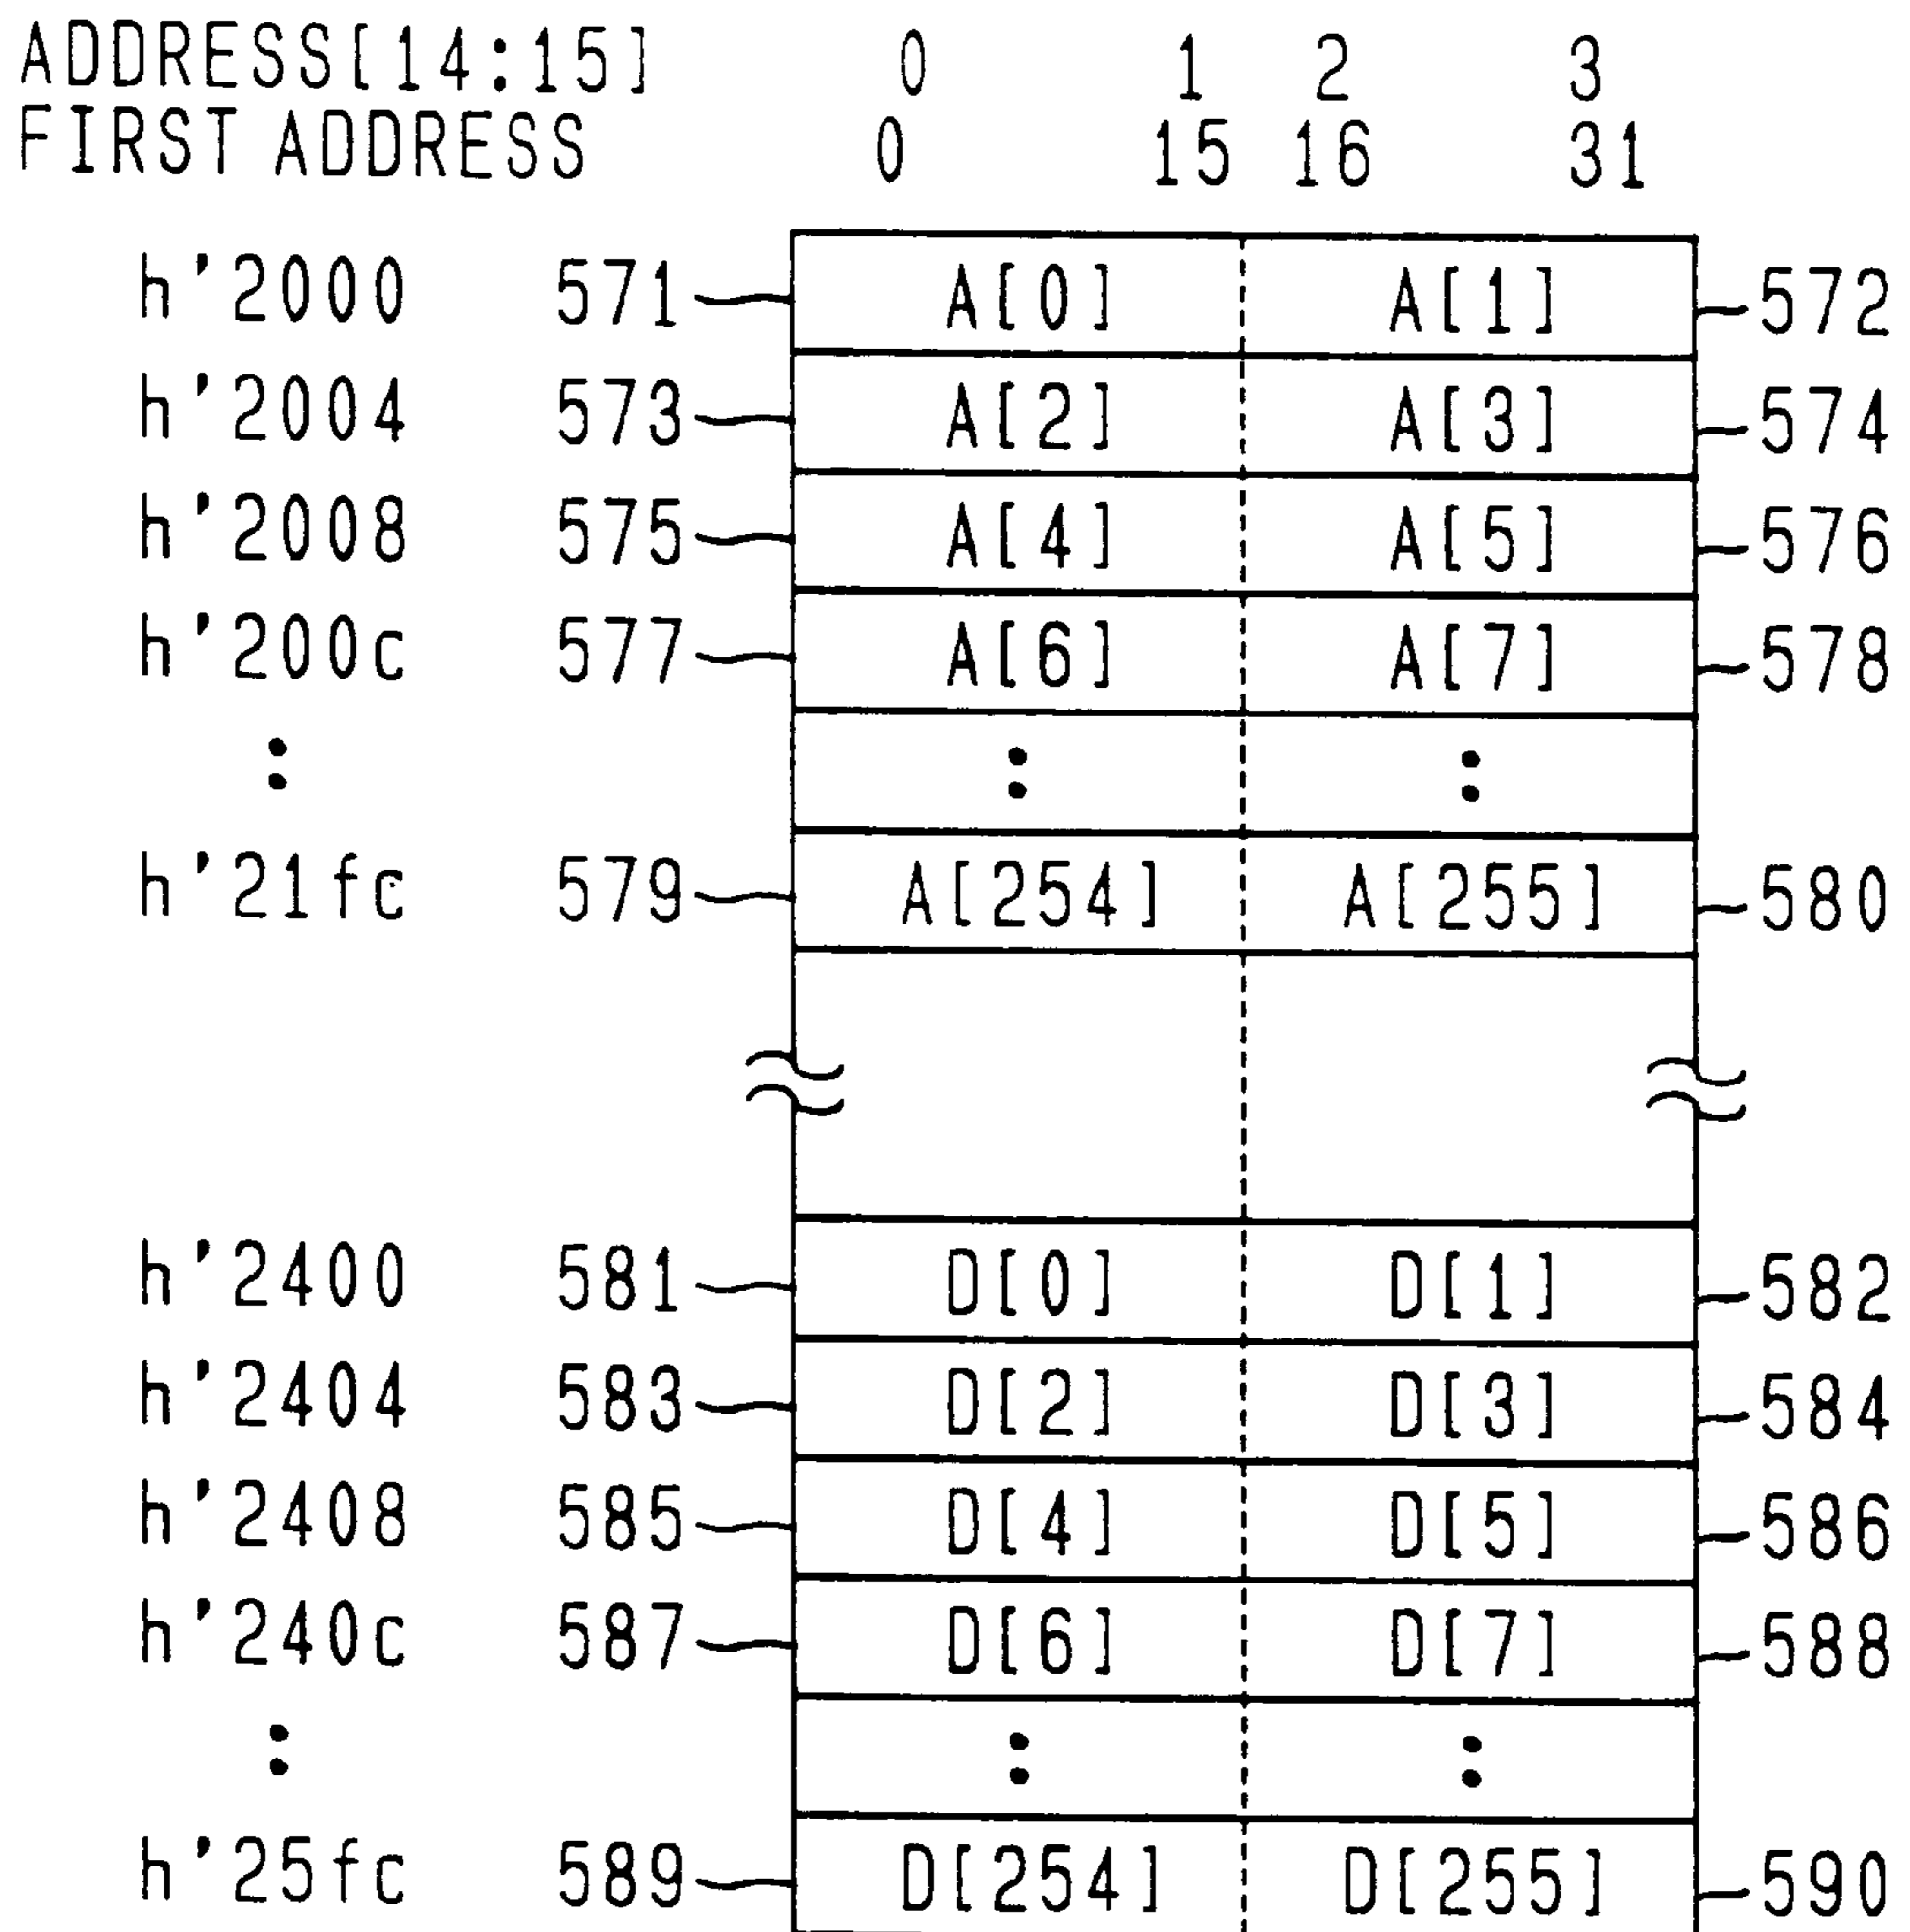 ADDRESS[14:15] 0 1 2 3
FIRST ADDRESS 0 15 16 31
h'2000 571 A[0] A[1] 572
h'2004 573 A[2] A[3] 574
h'2008 575 A[4] A[5] 576
h'200c 577 A[6] A[7] 578
: : :
h'21fc 579 A[254] A[255] 580
h'2400 581 D[0] D[1] 582
h'2404 583 D[2] D[3] 584
h'2408 585 D[4] D[5] 586
h'240c 587 D[6] D[7] 588
: : :
h'25fc 589 D[254] D[255] 590